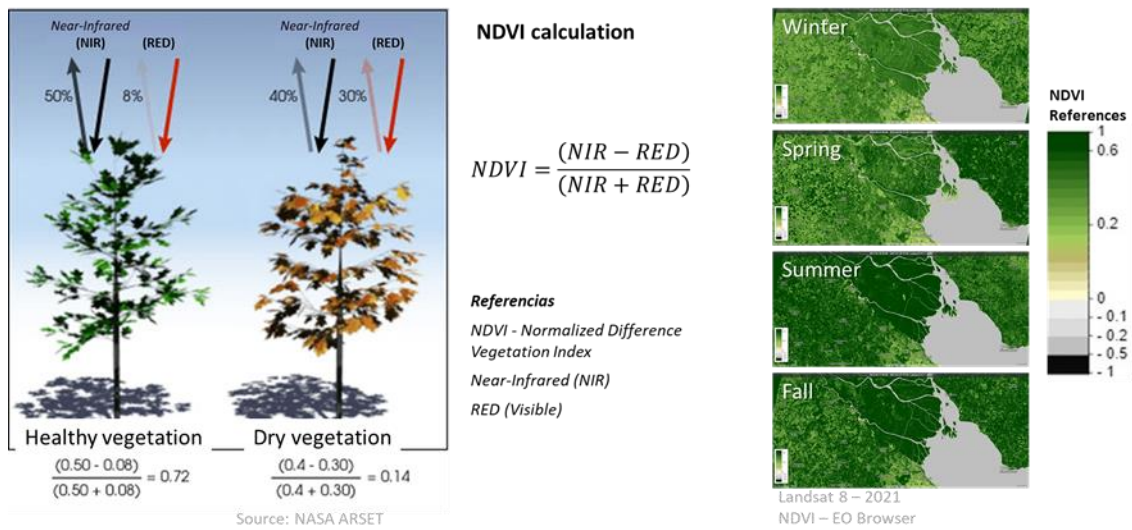 Near-Infrared
(NIR)
(RED)
50%
8%
Near-Infrared
(NIR)
(RED)
40%
30%
Healthy vegetation
Dry vegetation
(0.50 - 0.08)
(0.50 + 0.08)
= 0.72
(0.4 - 0.30)
(0.4 + 0.30)
= 0.14
Source: NASA ARSET
NDVI calculation
NDVI = (NIR − RED)
(NIR + RED)
Referencias
NDVI - Normalized Difference
Vegetation Index
Near-Infrared (NIR)
RED (Visible)
Winter
Spring
Summer
Fall
Landsat 8 – 2021
NDVI – EO Browser
NDVI
References
1
0.6
0.2
0
- 0.1
- 0.2
- 0.5
- 1